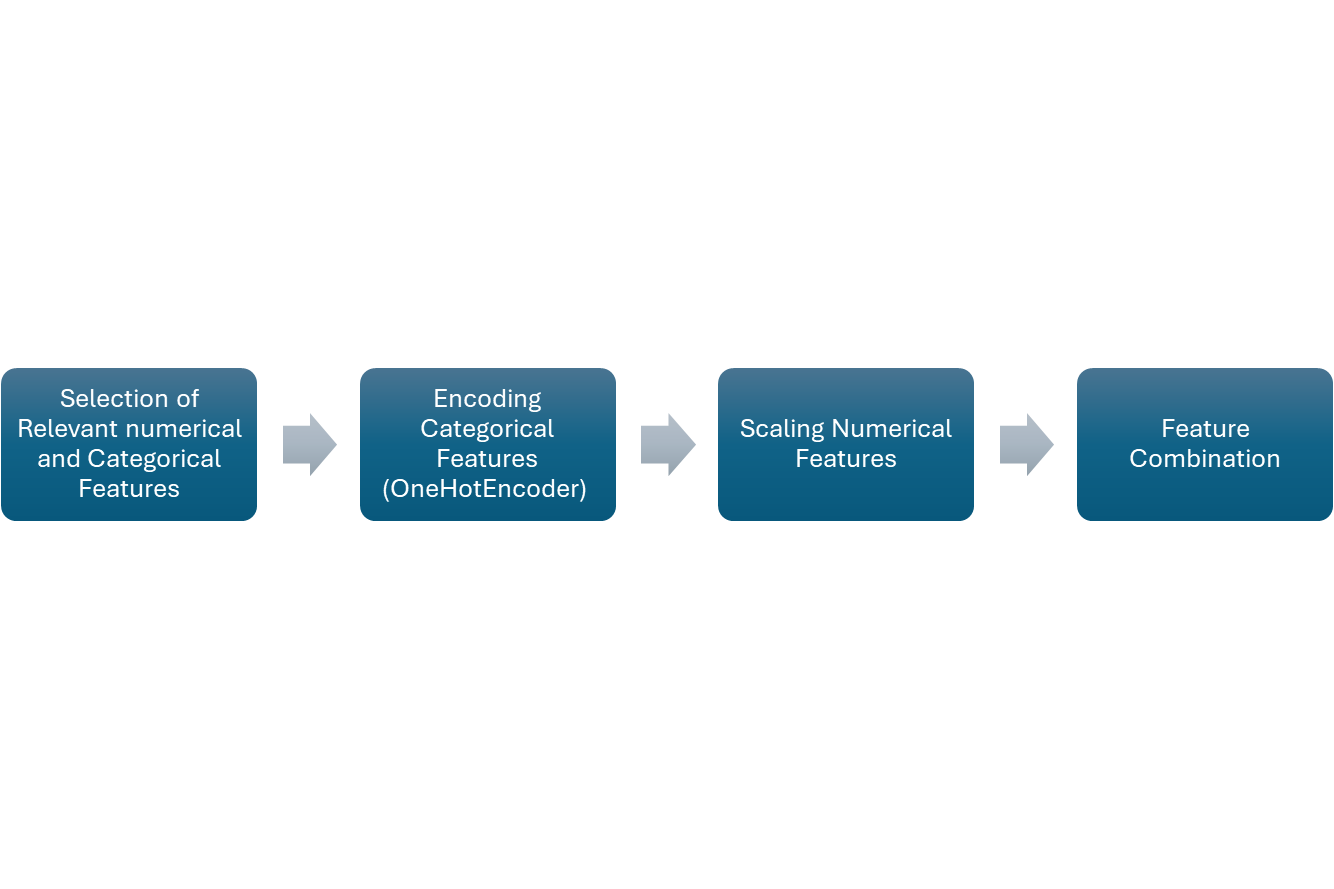 Selection of
Relevant numerical
and Categorical
Features
Encoding
Categorical
Features
(OneHotEncoder)
Scaling Numerical
Features
Feature
Combination